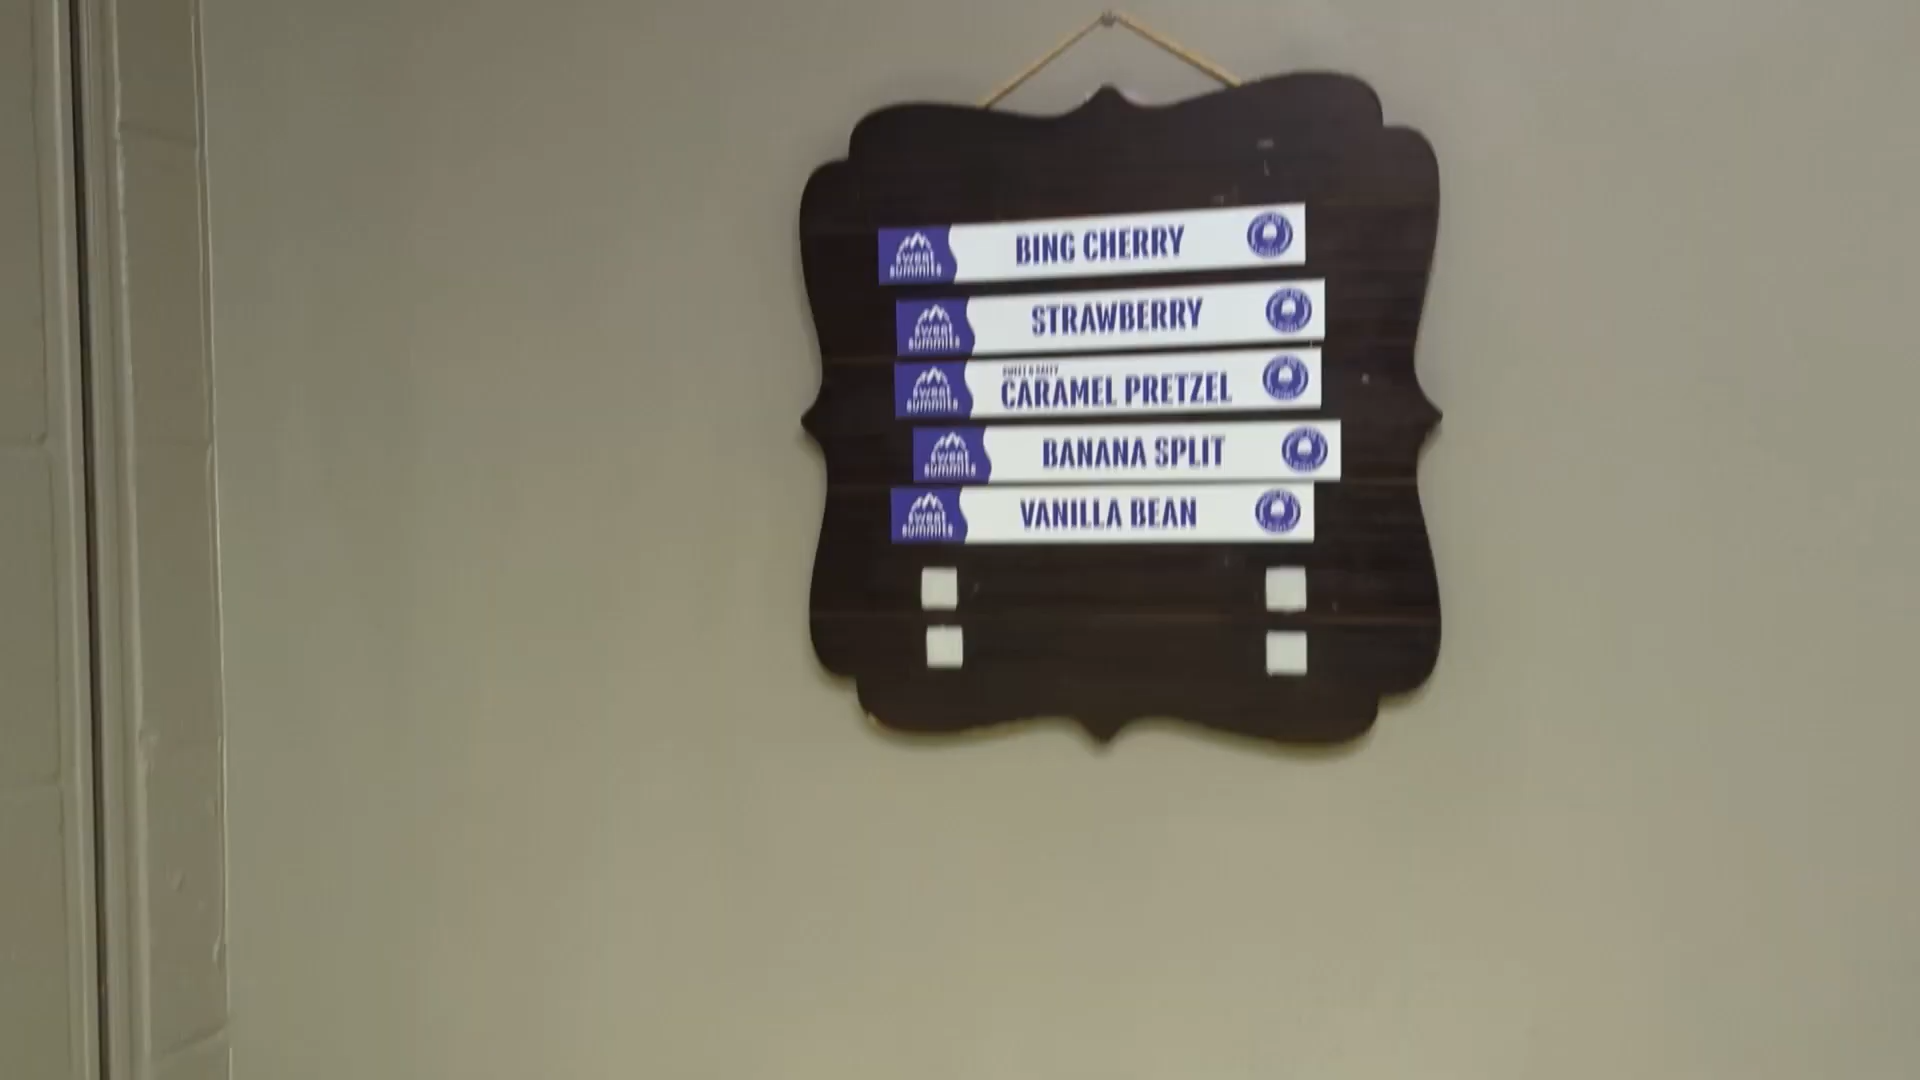 sweet
summits
BING CHERRY
sweet
summits
STRAWBERRY
sweet
summits
SWEET & SALTY
CARAMEL PRETZEL
sweet
summits
BANANA SPLIT
sweet
summits
VANILLA BEAN